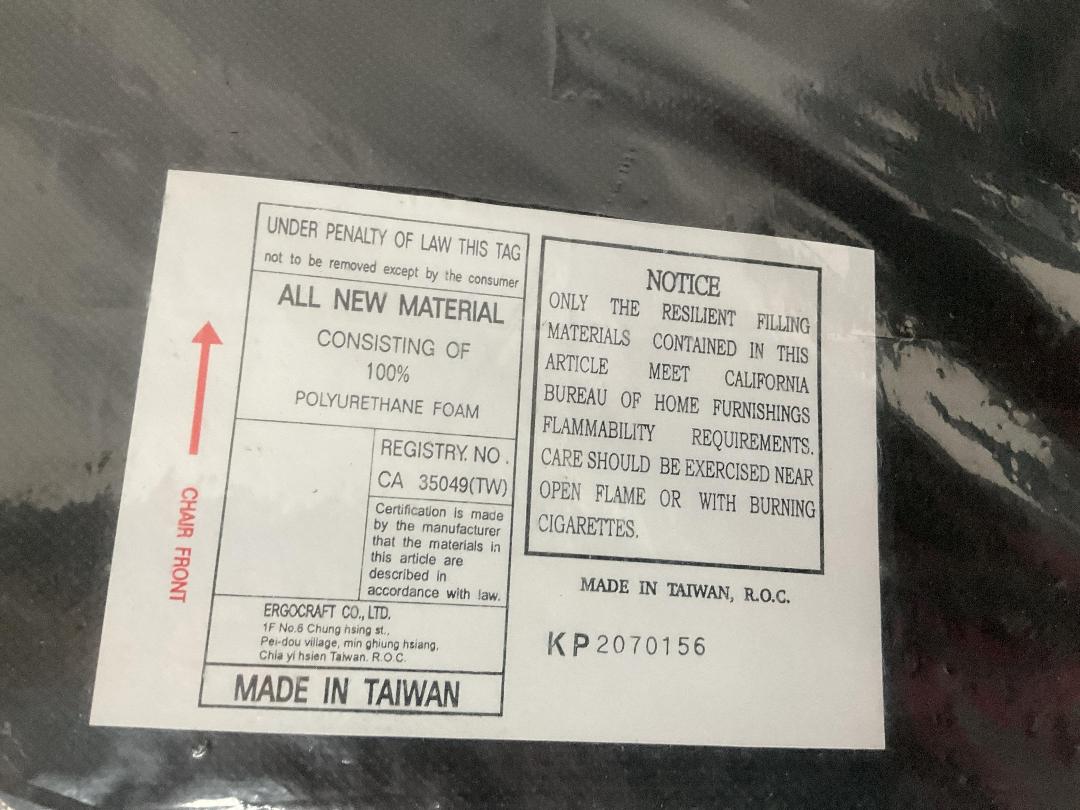 UNDER PENALTY OF LAW THIS TAG
not to be removed except by the consumer
ALL NEW MATERIAL
CONSISTING OF
100%
POLYURETHANE FOAM
REGISTRY. NO.
CA 35049(TW)
Certification is made
by the manufacturer
that the materials in
this article are
described in
accordance with law.
ERGOCRAFT CO., LTD.
1F No.6 Chung hsing st.,
Pei-dou village, min ghiung hsiang,
Chia yi hsien Taiwan. R.O.C.
MADE IN TAIWAN
CHAIR FRONT
NOTICE
ONLY THE RESILIENT FILLING
MATERIALS CONTAINED IN THIS
ARTICLE MEET CALIFORNIA
BUREAU OF HOME FURNISHINGS
FLAMMABILITY REQUIREMENTS.
CARE SHOULD BE EXERCISED NEAR
OPEN FLAME OR WITH BURNING
CIGARETTES.
MADE IN TAIWAN, R.O.C.
KP2070156